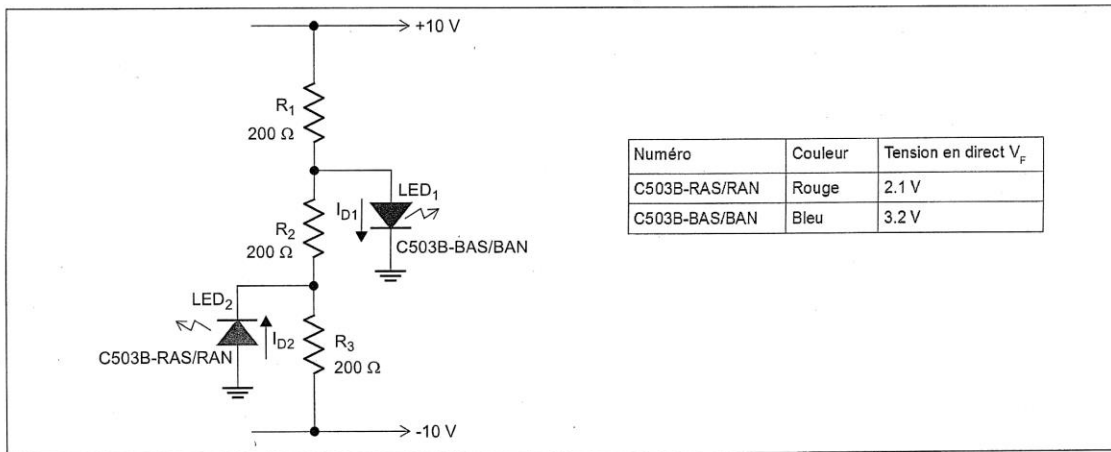 +10 V
R1
200 Ω
LED1
ID1
R2
200 Ω
C503B-BAS/BAN
LED2
ID2
C503B-RAS/RAN
R3
200 Ω
-10 V
Numéro Couleur Tension en direct VF
C503B-RAS/RAN Rouge 2.1 V
C503B-BAS/BAN Bleu 3.2 V